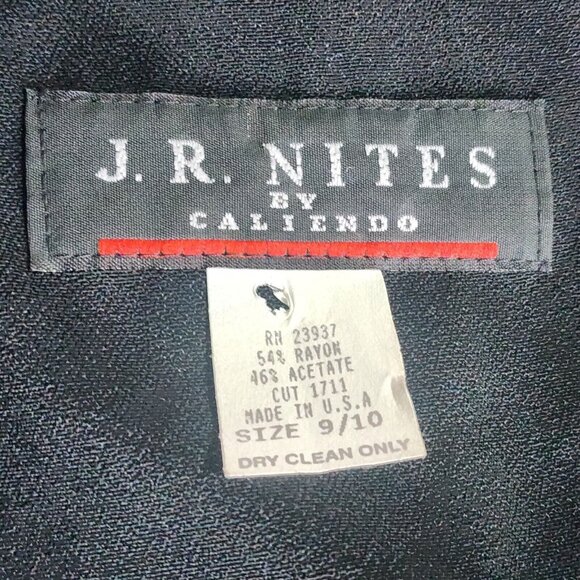 J.R. NITES
BY
CALIENDO
RN 23937
54% RAYON
46% ACETATE
CUT 1711
MADE IN U.S.A
SIZE 9/10
DRY CLEAN ONLY